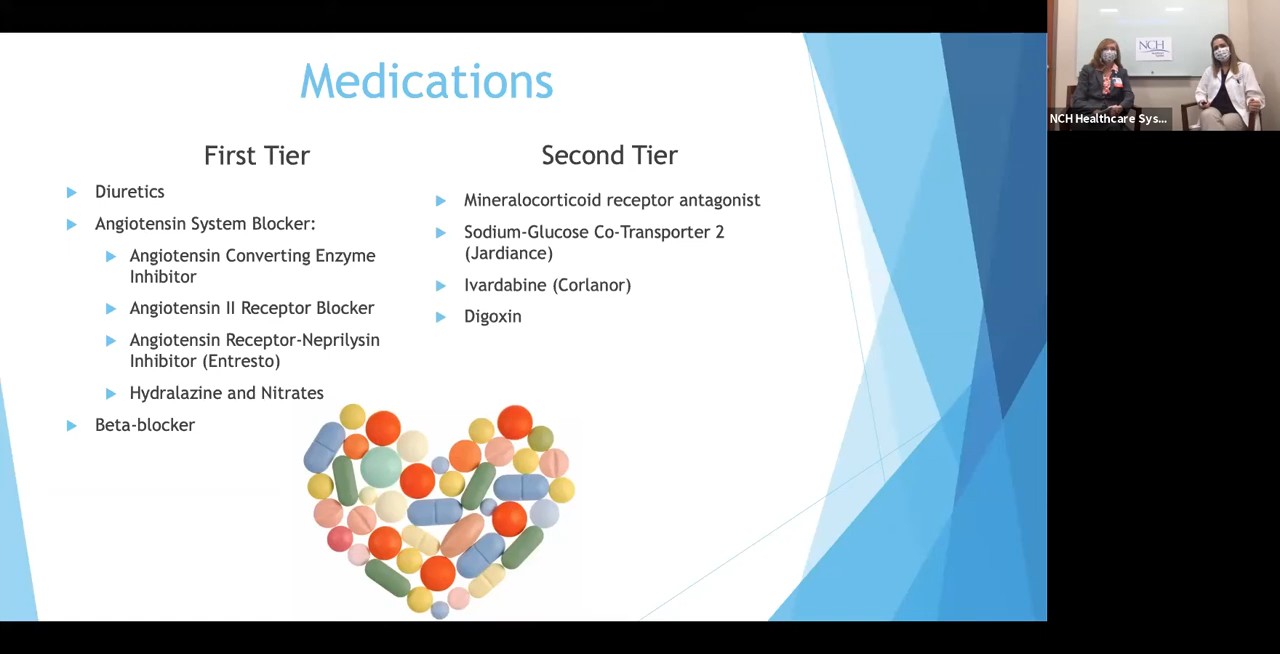 Medications
First Tier
Diuretics
Angiotensin System Blocker:
Angiotensin Converting Enzyme
Inhibitor
Angiotensin II Receptor Blocker
Angiotensin Receptor-Neprilysin
Inhibitor (Entresto)
Hydralazine and Nitrates
Beta-blocker
Second Tier
Mineralocorticoid receptor antagonist
Sodium-Glucose Co-Transporter 2
(Jardiance)
Ivardabine (Corlanor)
Digoxin
NCH
NCH Healthcare Sys...